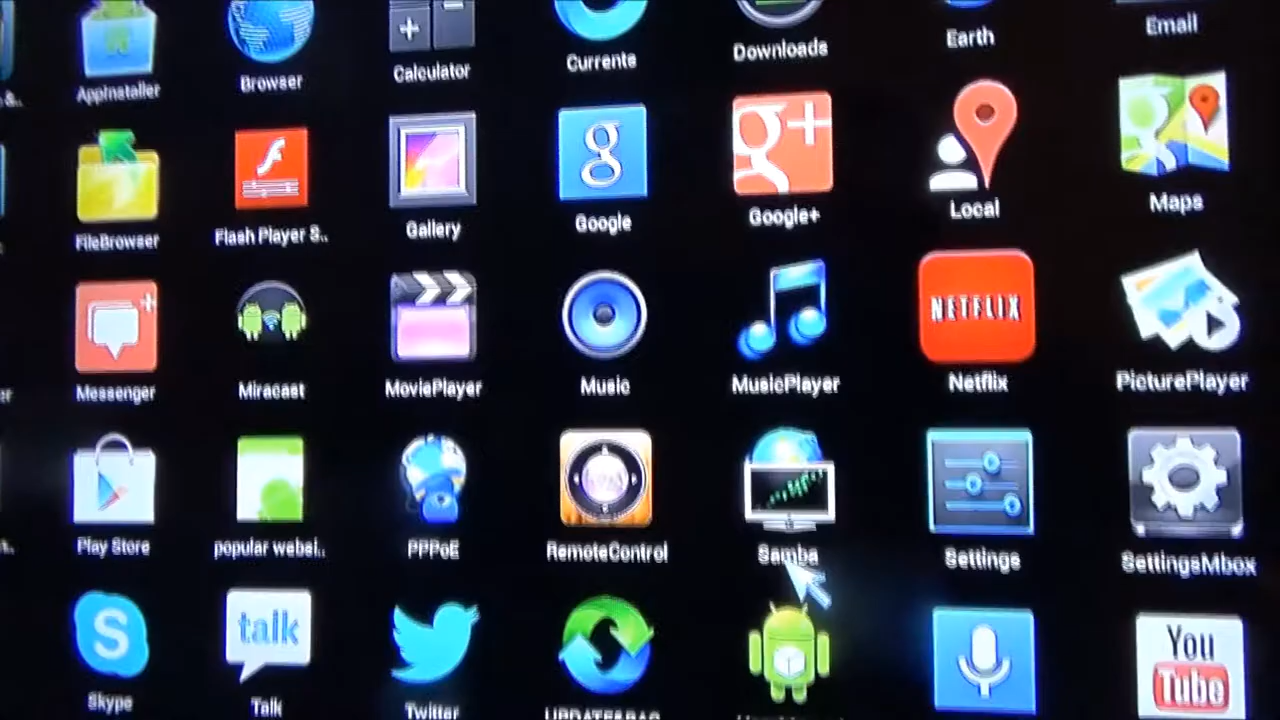 AppInstaller
Browser
Calculator
Currents
Downloads
Earth
Email
FileBrowser
Flash Player S..
Gallery
g
Google
g+
Google+
Local
g
Maps
Messenger
Miracast
MoviePlayer
Music
MusicPlayer
NETFLIX
Netflix
PicturePlayer
Play Store
popular websi..
PPPoE
RemoteControl
Samba
Settings
SettingsMbox
S
Skype
talk
Talk
Twitter
You
Tube